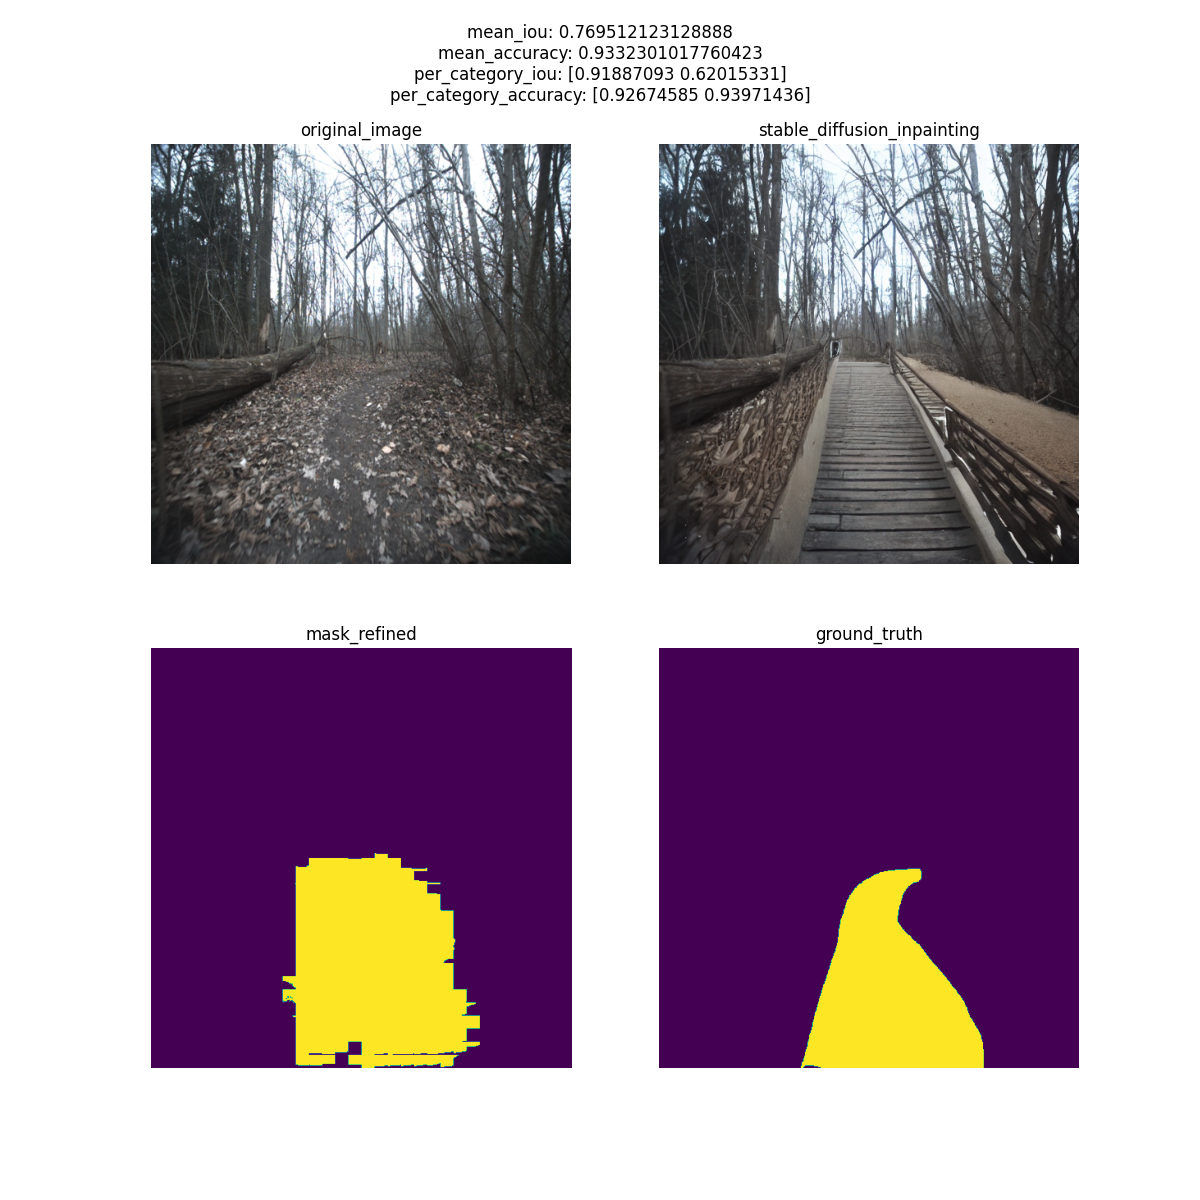 mean_iou: 0.769512123128888
mean_accuracy: 0.9332301017760423
per_category_iou: [0.91887093 0.62015331]
per_category_accuracy: [0.92674585 0.93971436]
original_image
stable_diffusion_inpainting
mask_refined
ground_truth